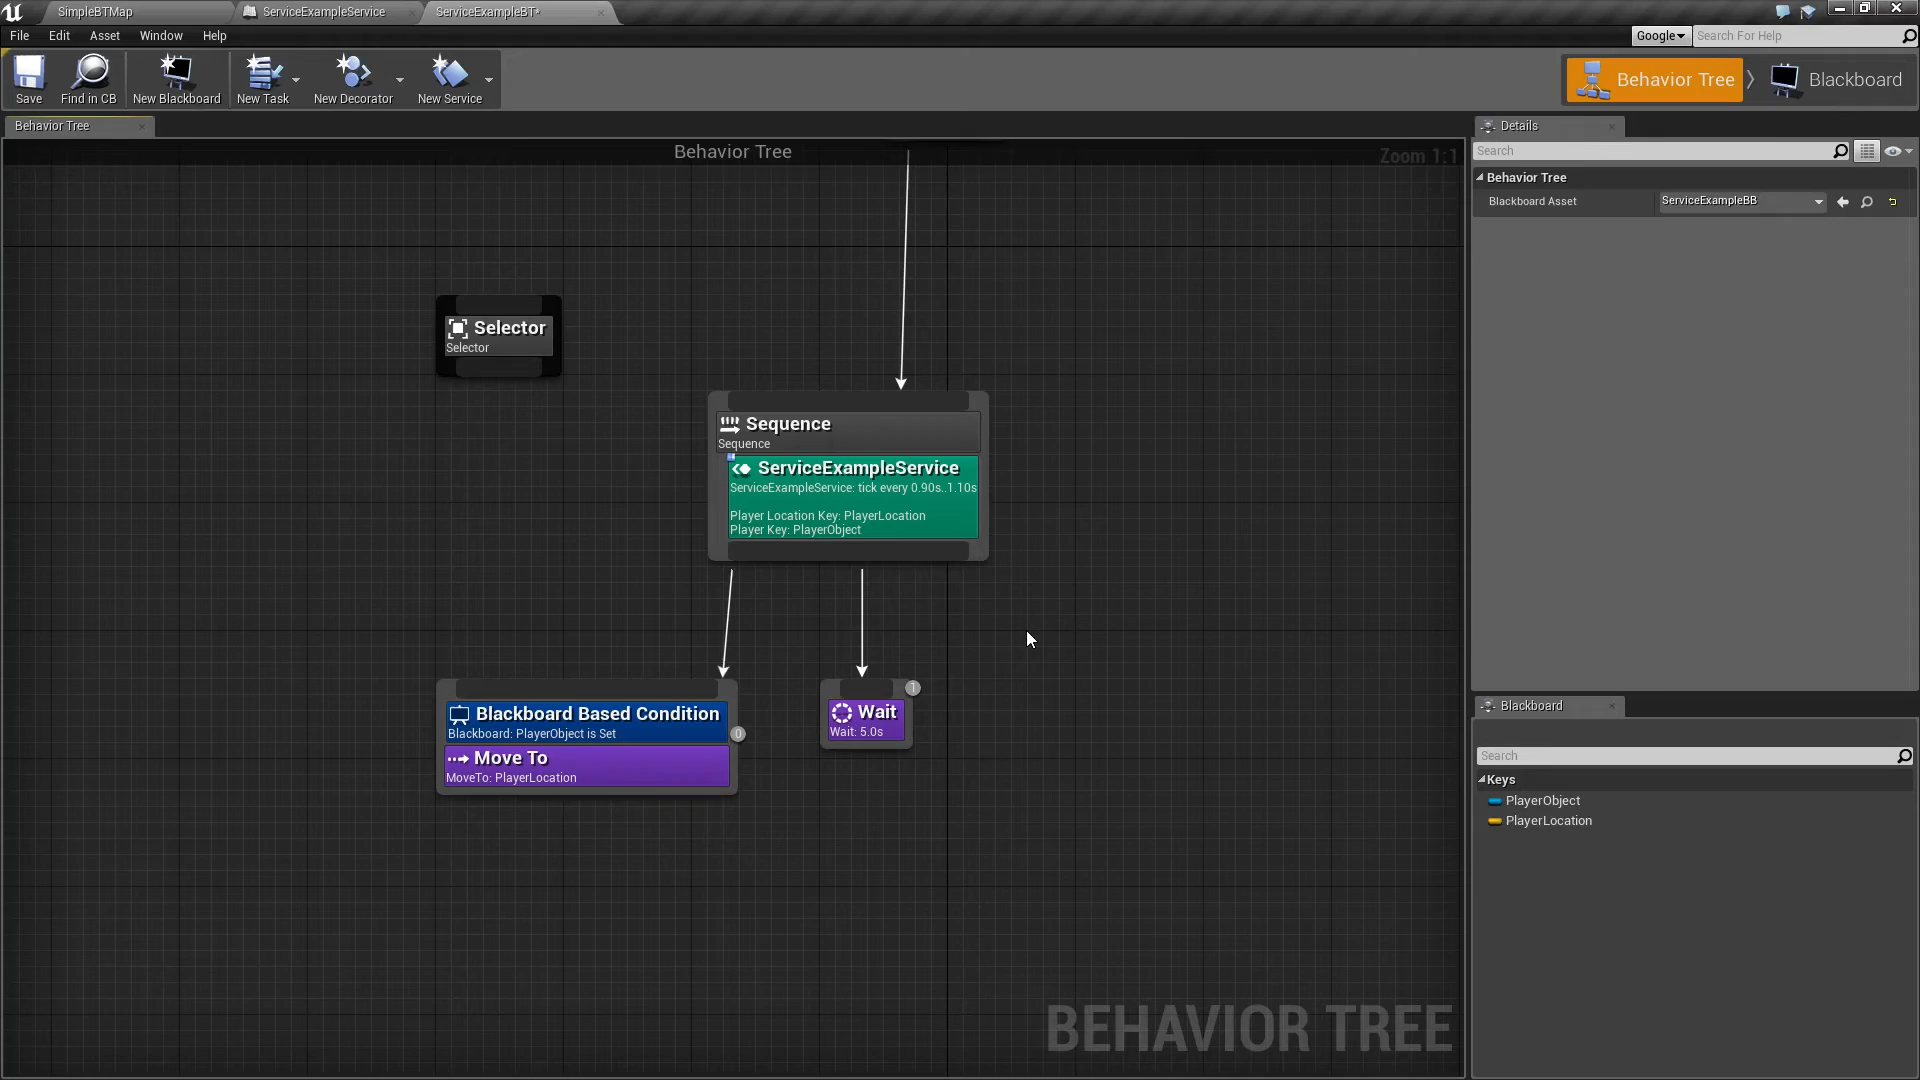 SimpleBTMap
ServiceExampleService
ServiceExampleBT*
File
Edit
Asset
Window
Help
Google
Search For Help
Save
Find in CB
New Blackboard
New Task
New Decorator
New Service
Behavior Tree
Blackboard
Behavior Tree
Behavior Tree
Zoom 1:1
Selector
Selector
Sequence
Sequence
ServiceExampleService
ServiceExampleService: tick every 0.90s..1.10s
Player Location Key: PlayerLocation
Player Key: PlayerObject
Blackboard Based Condition
Blackboard: PlayerObject is Set
0
Move To
MoveTo: PlayerLocation
1
Wait
Wait: 5.0s
BEHAVIOR TREE
Details
Search
Behavior Tree
Blackboard Asset
ServiceExampleBB
Blackboard
Search
Keys
PlayerObject
PlayerLocation